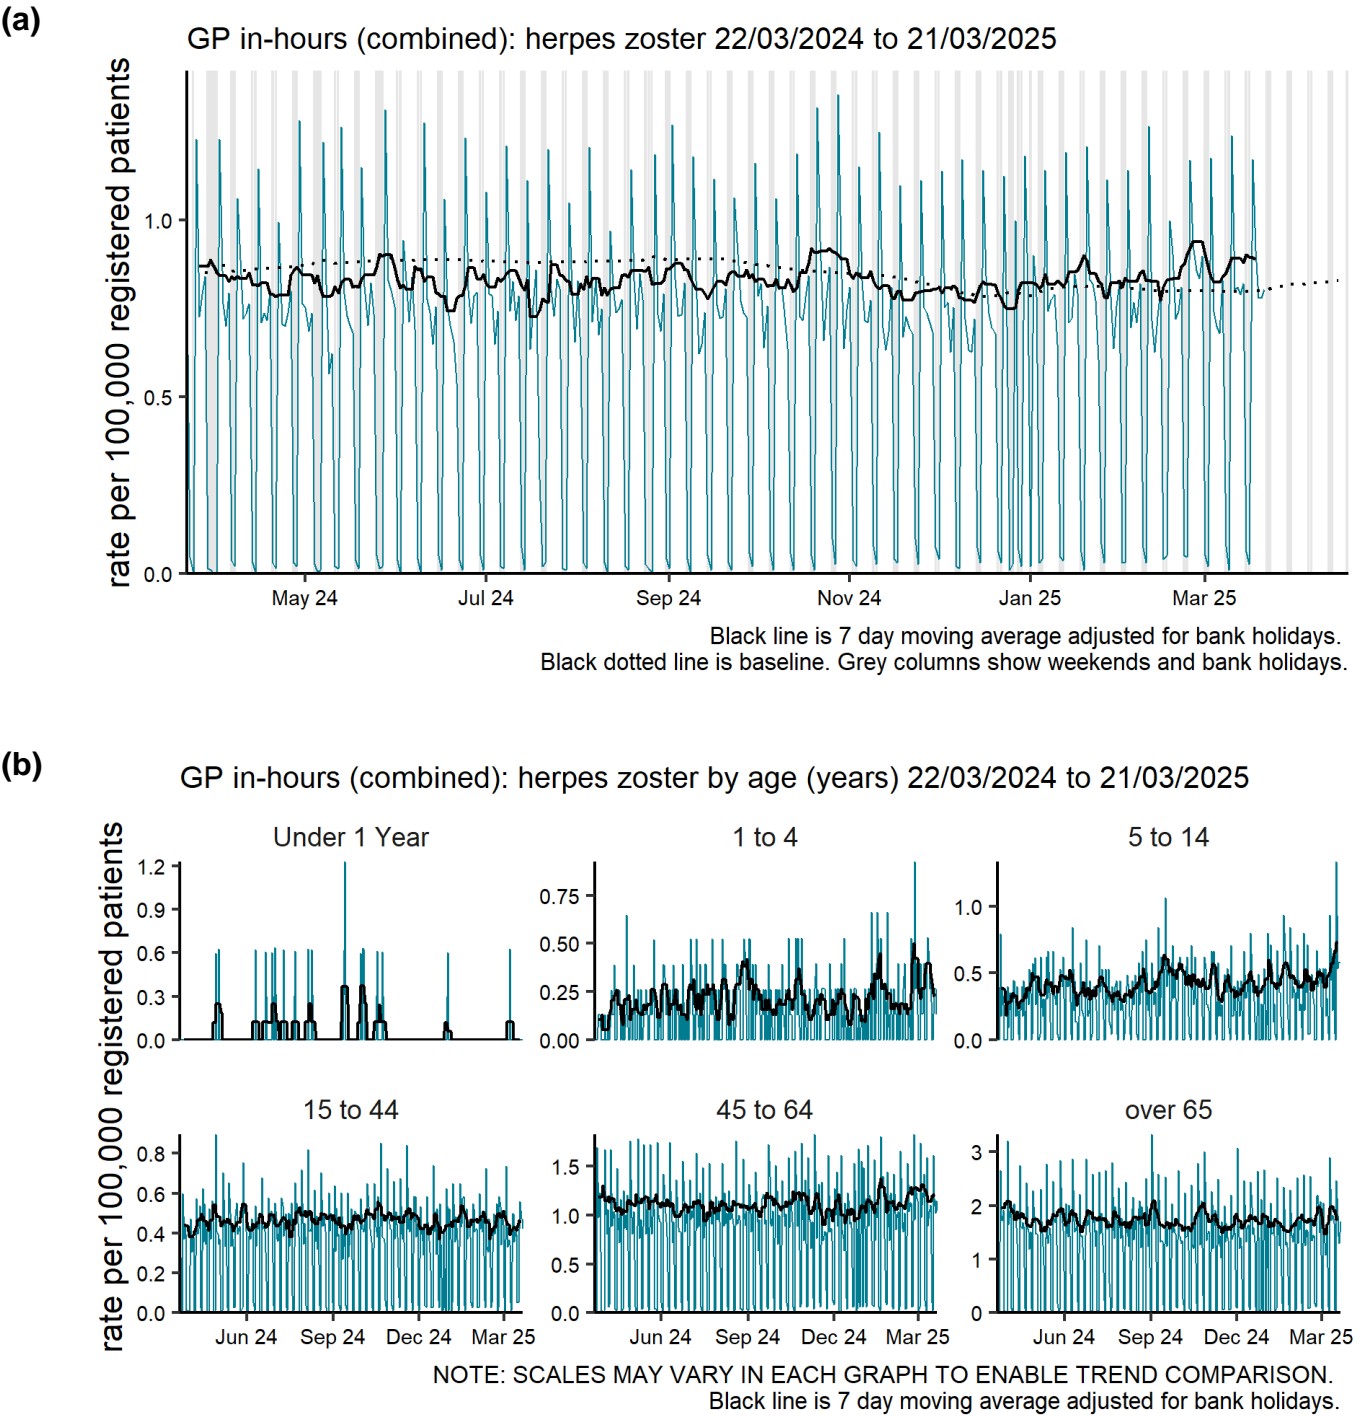 (a)
GP in-hours (combined): herpes zoster 22/03/2024 to 21/03/2025
rate per 100,000 registered patients
1.0
0.5
0.0
May 24
Jul 24
Sep 24
Nov 24
Jan 25
Mar 25
Black line is 7 day moving average adjusted for bank holidays.
Black dotted line is baseline. Grey columns show weekends and bank holidays.
(b)
GP in-hours (combined): herpes zoster by age (years) 22/03/2024 to 21/03/2025
rate per 100,000 registered patients
Under 1 Year
1.2
0.9
0.6
0.3
0.0
1 to 4
0.75
0.50
0.25
0.00
5 to 14
1.0
0.5
0.0
15 to 44
0.8
0.6
0.4
0.2
0.0
Jun 24
Sep 24
Dec 24
Mar 25
45 to 64
1.5
1.0
0.5
0.0
Jun 24
Sep 24
Dec 24
Mar 25
over 65
3
2
1
0
Jun 24
Sep 24
Dec 24
Mar 25
NOTE: SCALES MAY VARY IN EACH GRAPH TO ENABLE TREND COMPARISON.
Black line is 7 day moving average adjusted for bank holidays.